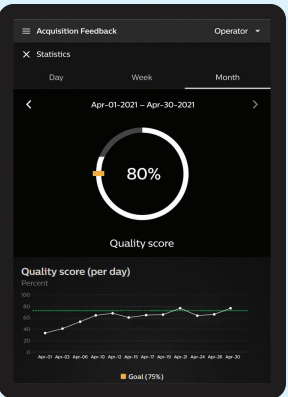 Acquisition Feedback Operator
Statistics
Day Week Month
Apr-01-2021 – Apr-30-2021
80%
Quality score
Quality score (per day)
Percent
100
80
60
40
20
0
Apr-01 Apr-03 Apr-08 Apr-10 Apr-12 Apr-15 Apr-17 Apr-19 Apr-21 Apr-24 Apr-28 Apr-30
Goal (75%)